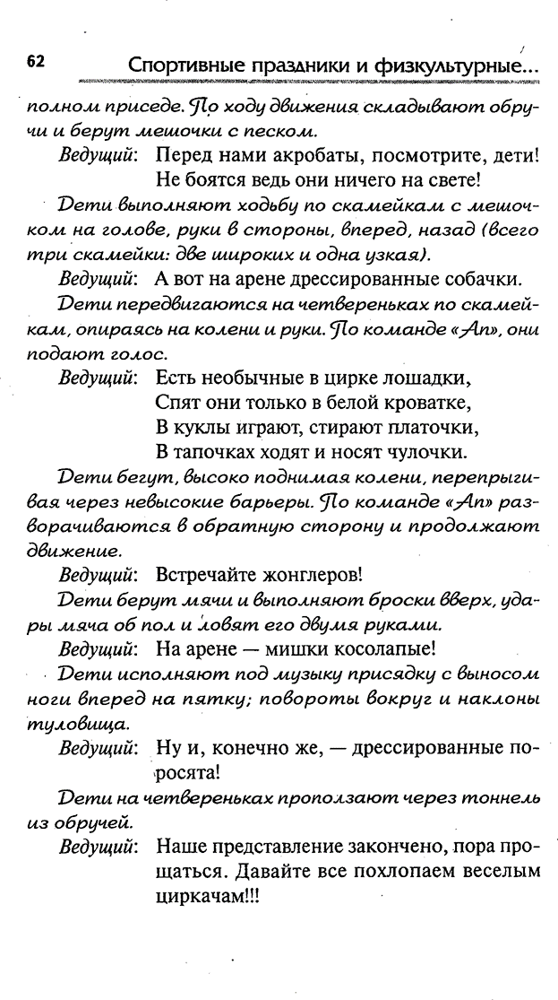 62 Спортивные праздники и физкультурные...
полном приседе. По ходу движения складывают обру-
чи и берут мешочки с песком.
Ведущий: Перед нами акробаты, посмотрите, дети!
Не боятся ведь они ничего на свете!
Дети выполняют ходьбу по скамейкам с мешоч-
ком на голове, руки в стороны, вперед, назад (всего
три скамейки: две широких и одна узкая).
Ведущий: А вот на арене дрессированные собачки.
Дети передвигаются на четвереньках по скамей-
кам, опираясь на колени и руки. По команде «Ап», они
подают голос.
Ведущий: Есть необычные в цирке лошадки,
Спят они только в белой кроватке,
В куклы играют, стирают платочки,
В тапочках ходят и носят чулочки.
Дети бегут, высоко поднимая колени, перепрыги-
вая через невысокие барьеры. По команде «Ап» раз-
ворачиваются в обратную сторону и продолжают
движение.
Ведущий: Встречайте жонглеров!
Дети берут мячи и выполняют броски вверх, уда-
ры мяча об пол и ловят его двумя руками.
Ведущий: На арене — мишки косолапые!
Дети исполняют под музыку присядку с выносом
ноги вперед на пятку; повороты вокруг и наклоны
туловища.
Ведущий: Ну и, конечно же, — дрессированные по-
росята!
Дети на четвереньках проползают через тоннель
из обручей.
Ведущий: Наше представление закончено, пора про-
щаться. Давайте все похлопаем веселым
циркачам!!!